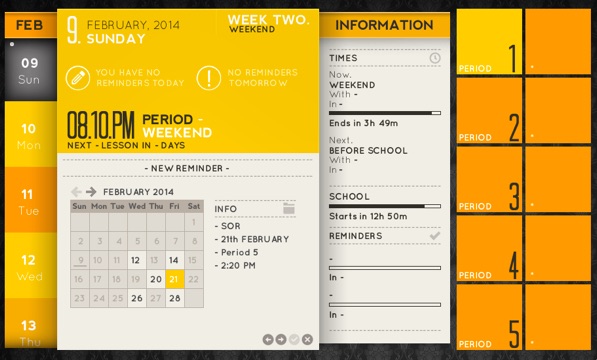 FEB
09
Sun
10
Mon
11
Tue
12
Wed
13
Thu
9. FEBRUARY, 2014
SUNDAY
WEEK TWO.
WEEKEND
YOU HAVE NO
REMINDERS TODAY
NO REMINDERS
TOMORROW
08.10.PM PERIOD -
WEEKEND
NEXT - LESSON IN - DAYS
- NEW REMINDER -
FEBRUARY 2014
Sun Mon Tue Wed Thu Fri Sat
1
2 3 4 5 6 7 8
9 10 11 12 13 14 15
16 17 18 19 20 21 22
23 24 25 26 27 28
INFO
- SOR
- 21th FEBRUARY
- Period 5
- 2:20 PM
INFORMATION
TIMES
Now.
WEEKEND
With -
In -
Ends in 3h 49m
Next.
BEFORE SCHOOL
With -
In -
SCHOOL
Starts in 12h 50m
REMINDERS
-
In -
-
In -
PERIOD 1
PERIOD 2
PERIOD 3
PERIOD 4
PERIOD 5